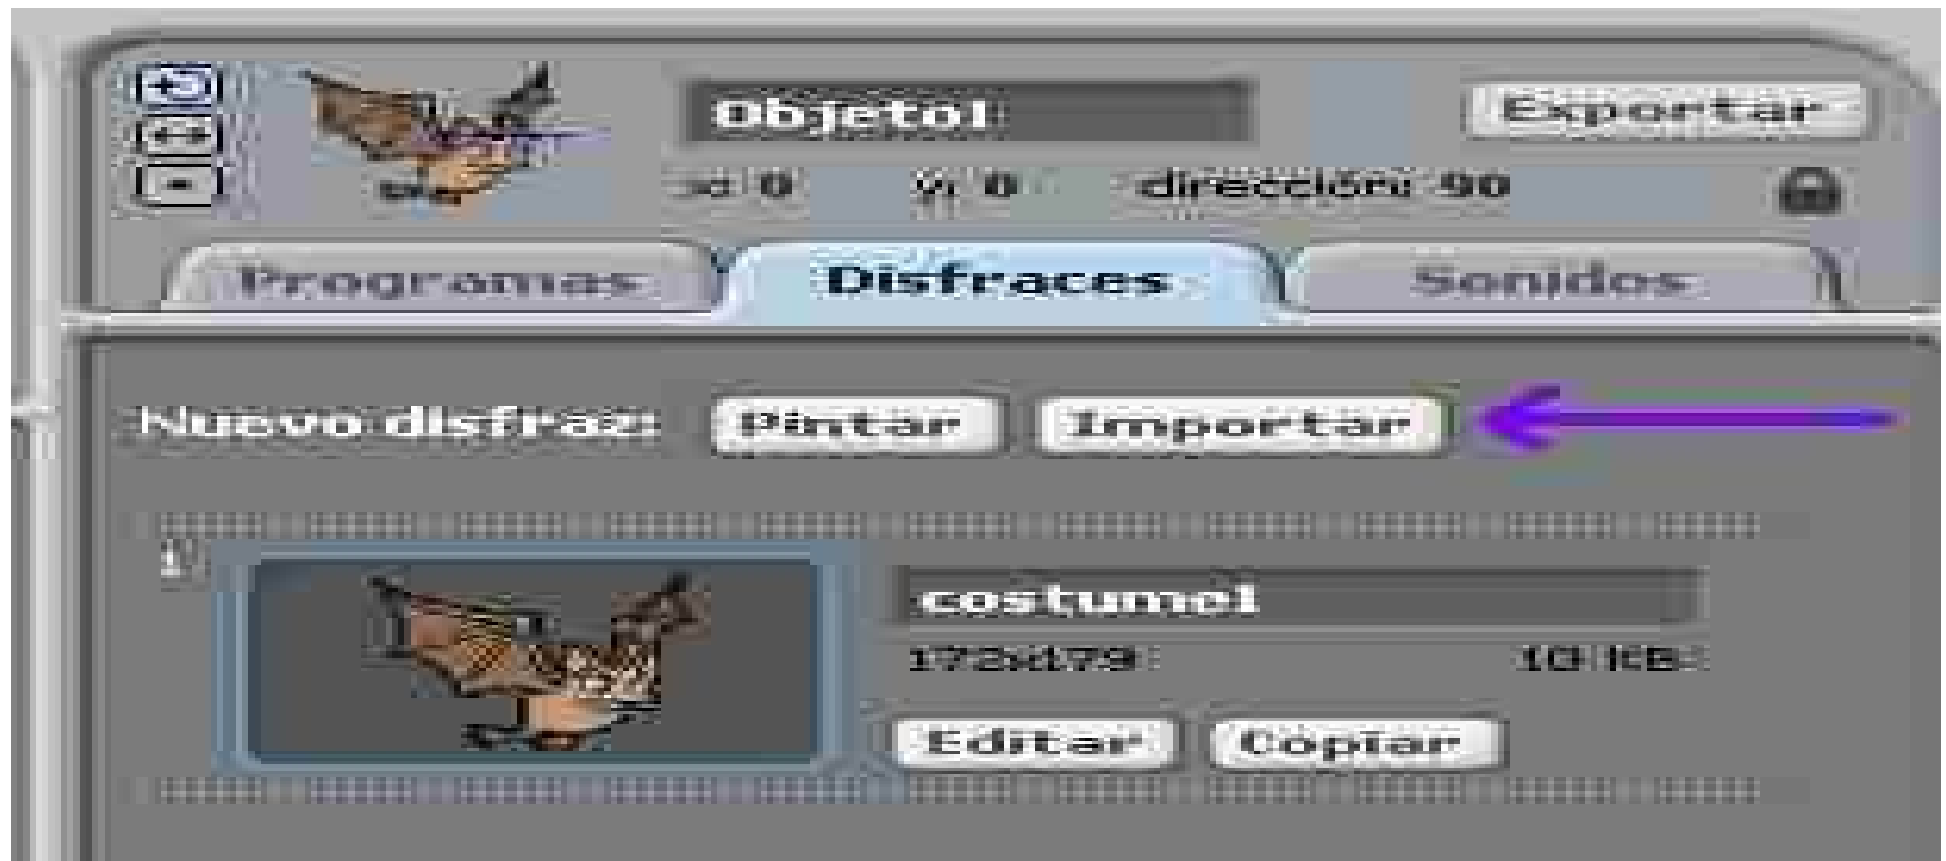 Objeto1 Exportar
x: 0 y: 0 dirección: 90
Programas Disfraces Sonidos
Nuevo disfraz: Pintar Importar
1
costume1
172x179 10 KB
Editar Copiar